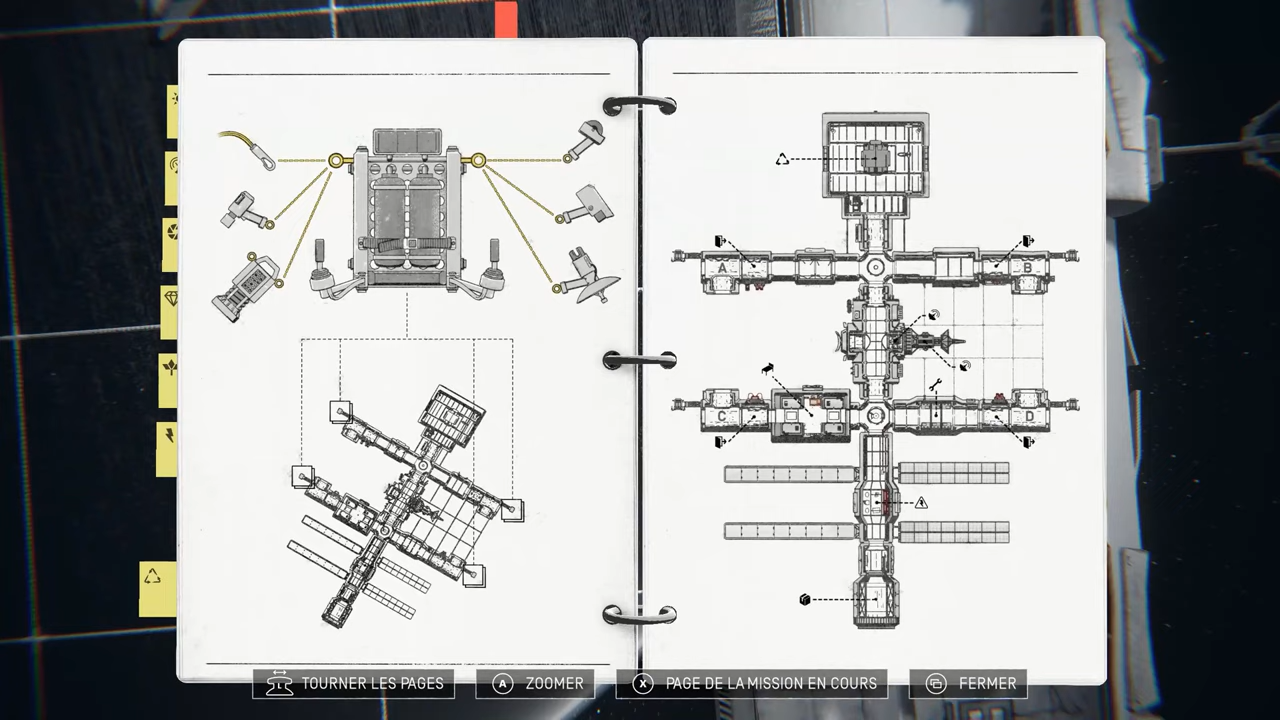 A
B
C
D
L
TOURNER LES PAGES
A
ZOOMER
X
PAGE DE LA MISSION EN COURS
FERMER